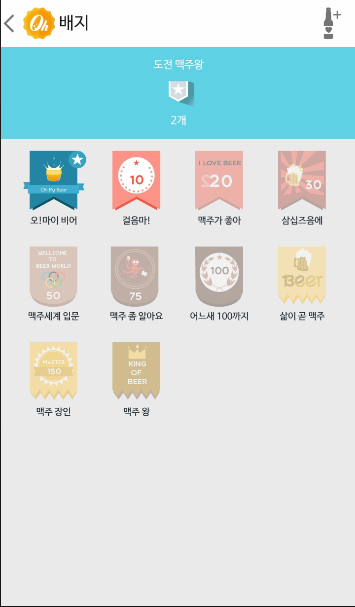 Oh 배지
도전 맥주왕
2개
Oh My Beer
10
I LOVE BEER
20
30
오!마이 비어
걸음마!
맥주가 좋아
삼십즈음에
WELLCOME
TO
BEER WORLD
50
75
100
BEER
맥주세계 입문
맥주 좀 알아요
어느새 100까지
삶이 곧 맥주
MASTER
150
KING
OF
BEER
맥주 장인
맥주 왕